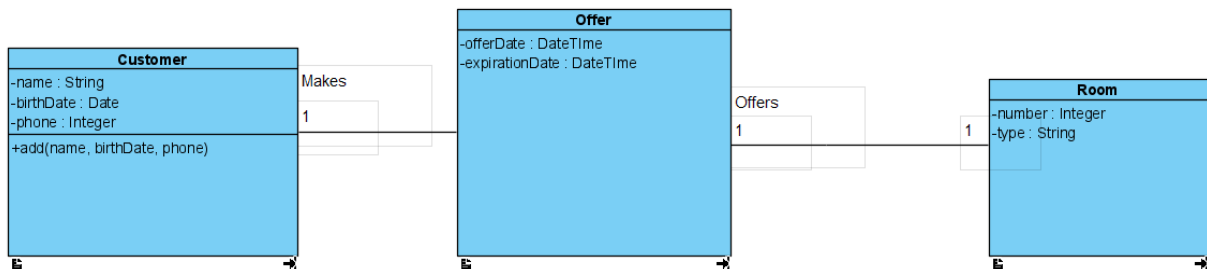 Customer
-name : String
-birthDate : Date
-phone : Integer
+add(name, birthDate, phone)
Makes
1
Offer
-offerDate : DateTIme
-expirationDate : DateTIme
Offers
1
1
Room
-number : Integer
-type : String